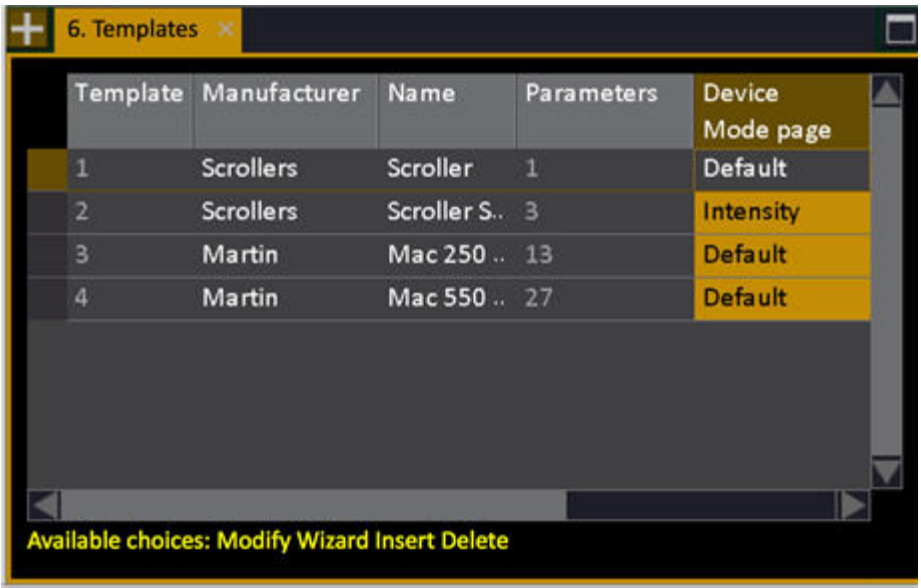 6. Templates ×
Template Manufacturer Name Parameters Device Mode page
1 Scrollers Scroller 1 Default
2 Scrollers Scroller S.. 3 Intensity
3 Martin Mac 250 .. 13 Default
4 Martin Mac 550 .. 27 Default
Available choices: Modify Wizard Insert Delete